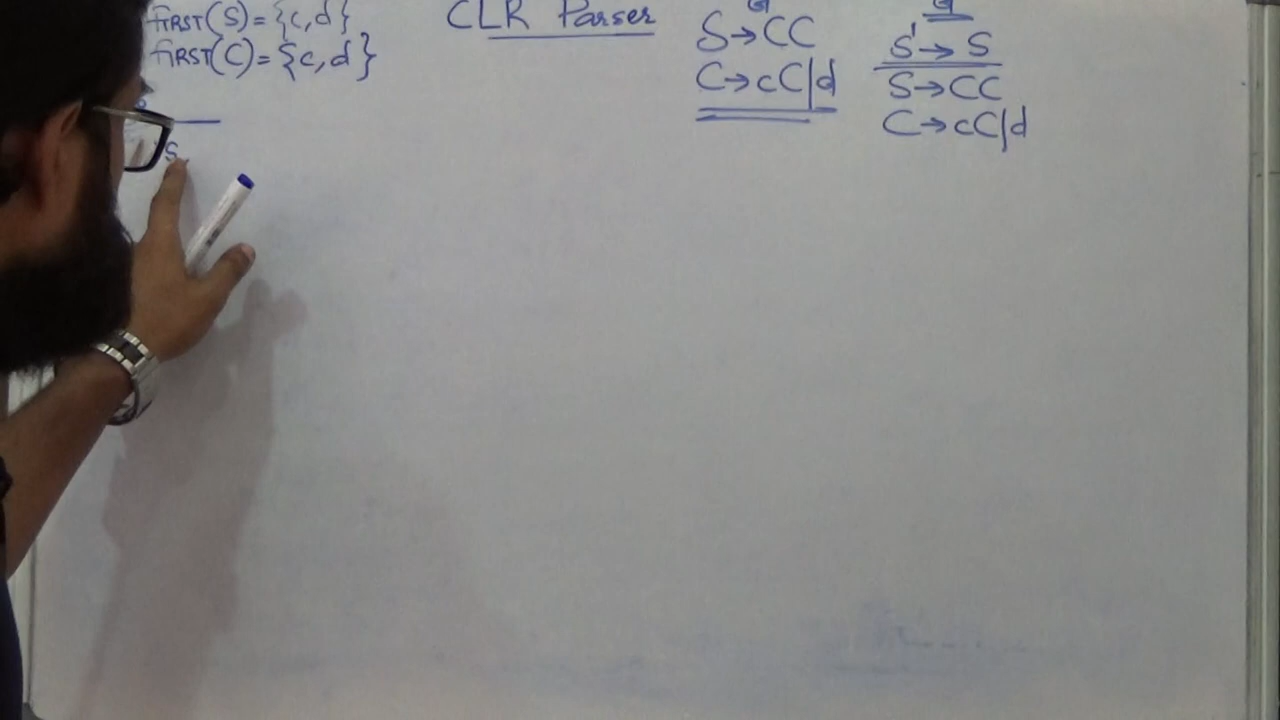 FIRST(S) = {c,d}
FIRST(C) = {c,d}
CLR Parser
S→CC
C→cC|d
S'→S
S→CC
C→cC|d
S